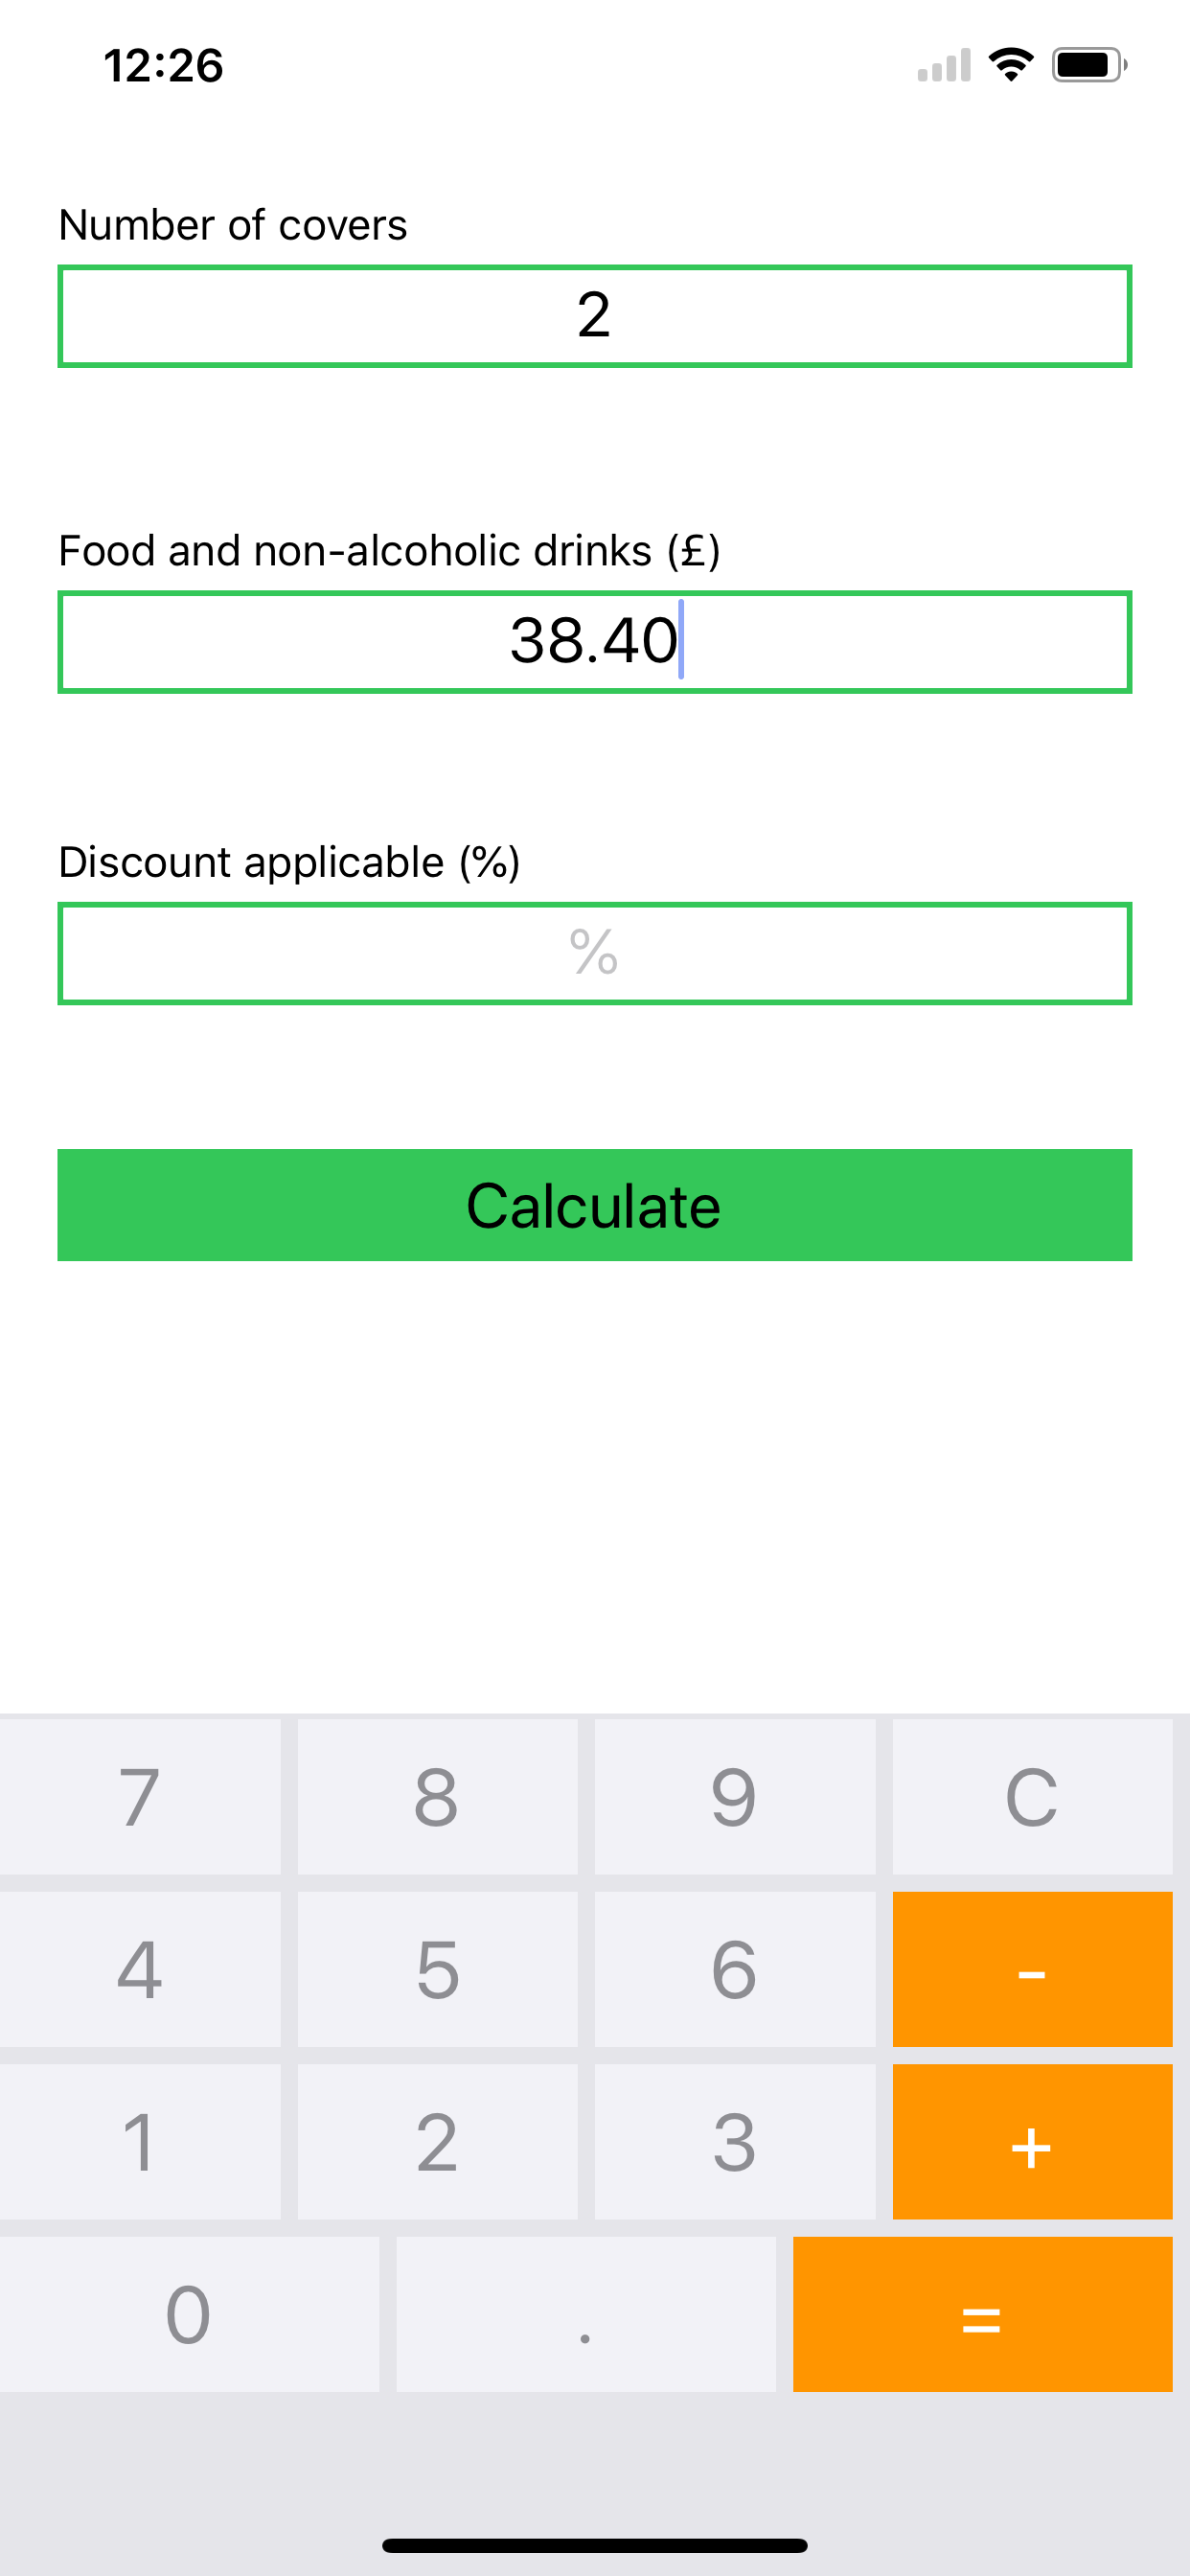 12:26
Number of covers
2
Food and non-alcoholic drinks (£)
38.40
Discount applicable (%)
%
Calculate
7 8 9 C
4 5 6 -
1 2 3 +
0 . =